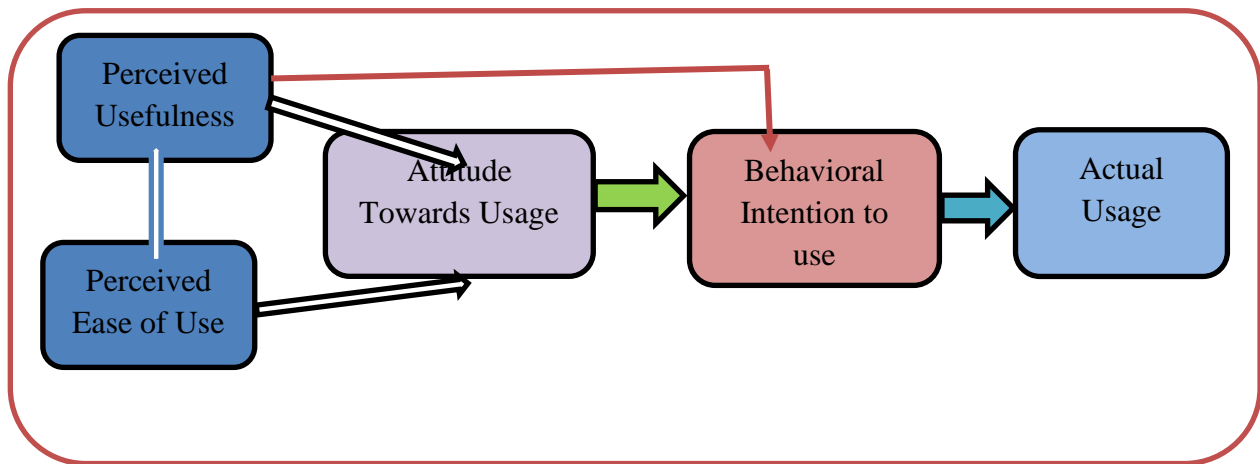 Perceived
Usefulness
Attitude
Towards Usage
Behavioral
Intention to
use
Actual
Usage
Perceived
Ease of Use